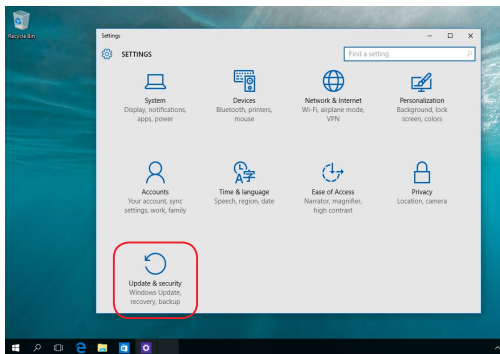 Recycle Bin
Settings
SETTINGS
Find a setting
System
Display, notifications,
apps, power
Devices
Bluetooth, printers,
mouse
Network & Internet
Wi-Fi, airplane mode,
VPN
Personalization
Background, lock
screen, colors
Accounts
Your account, sync
settings, work, family
Time & language
Speech, region, date
Ease of Access
Narrator, magnifier,
high contrast
Privacy
Location, camera
Update & security
Windows Update,
recovery, backup